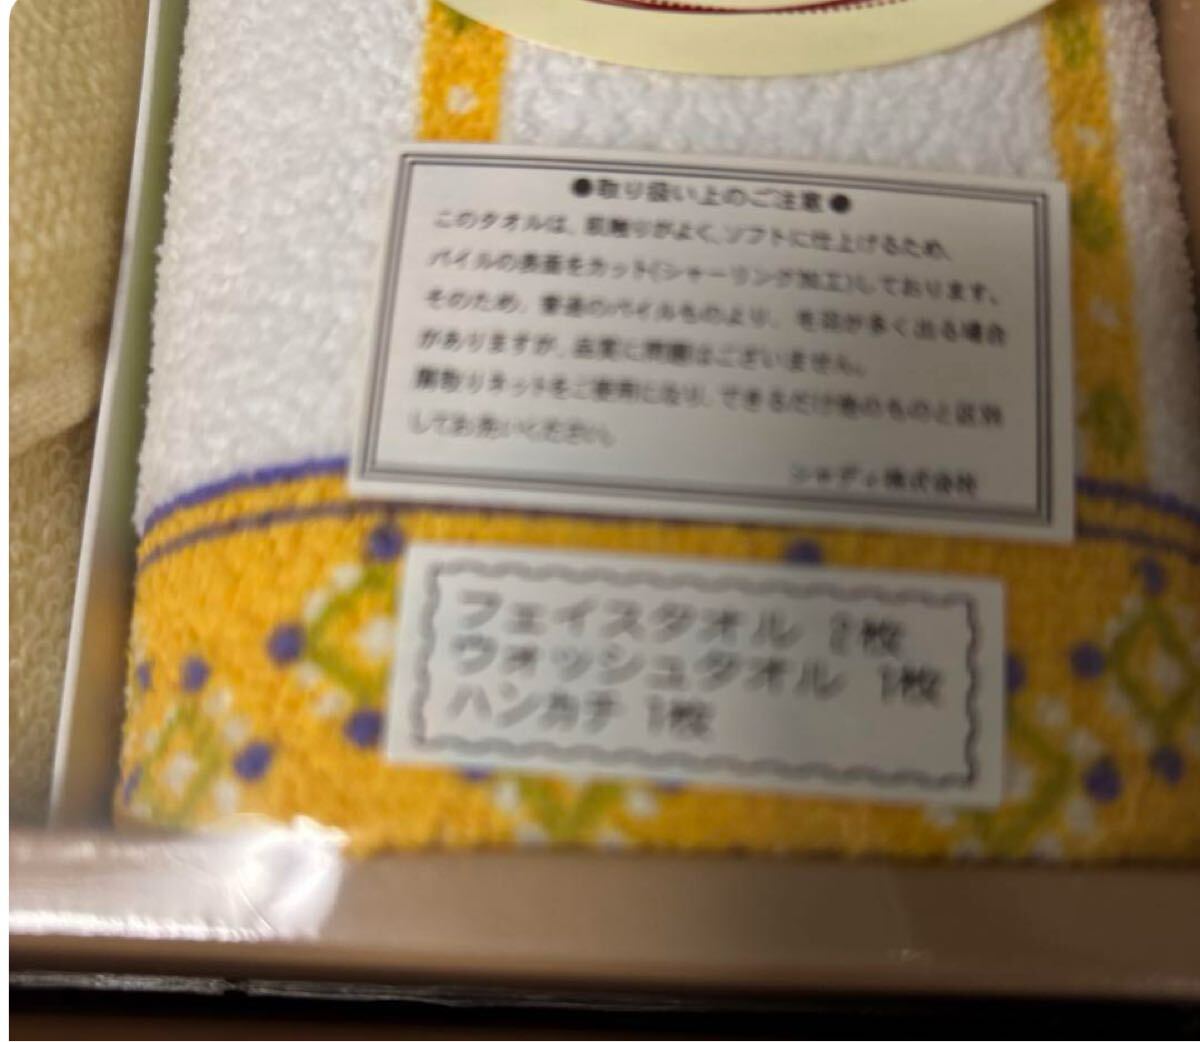 ●取り扱い上のご注意●
このタオルは、肌触りがよく、ソフトに仕上げるため、
パイルの表面をカット(シャーリング加工)しております。
そのため、普通のパイルものより、毛羽が多く出る場合
がありますが、品質に問題はございません。
屑取りネットをご使用になり、できるだけ他のものと区別
してお洗いください。
シャディ株式会社
フェイスタオル 2枚
ウォッシュタオル 1枚
ハンカチ 1枚